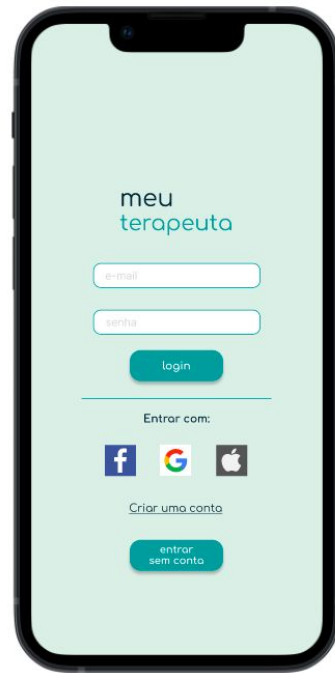 meu
terapeuta
e-mail
senha
login
Entrar com:
Criar uma conta
entrar
sem conta